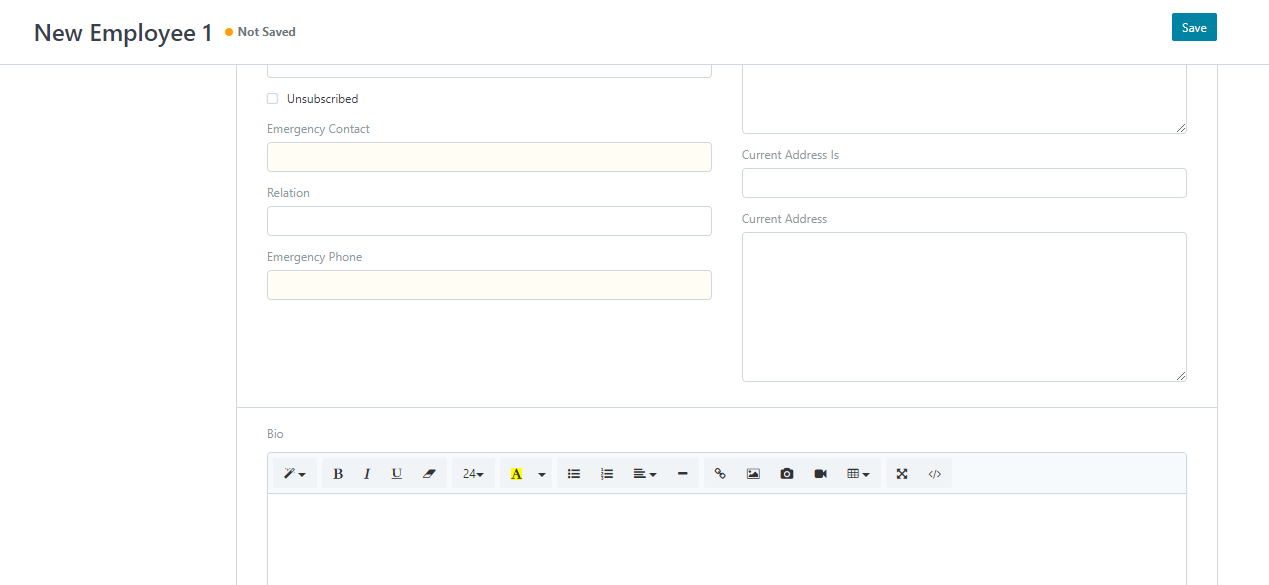 New Employee 1
Not Saved
Save
Unsubscribed
Emergency Contact
Relation
Emergency Phone
Current Address Is
Current Address
Bio
B I U 24 A </>